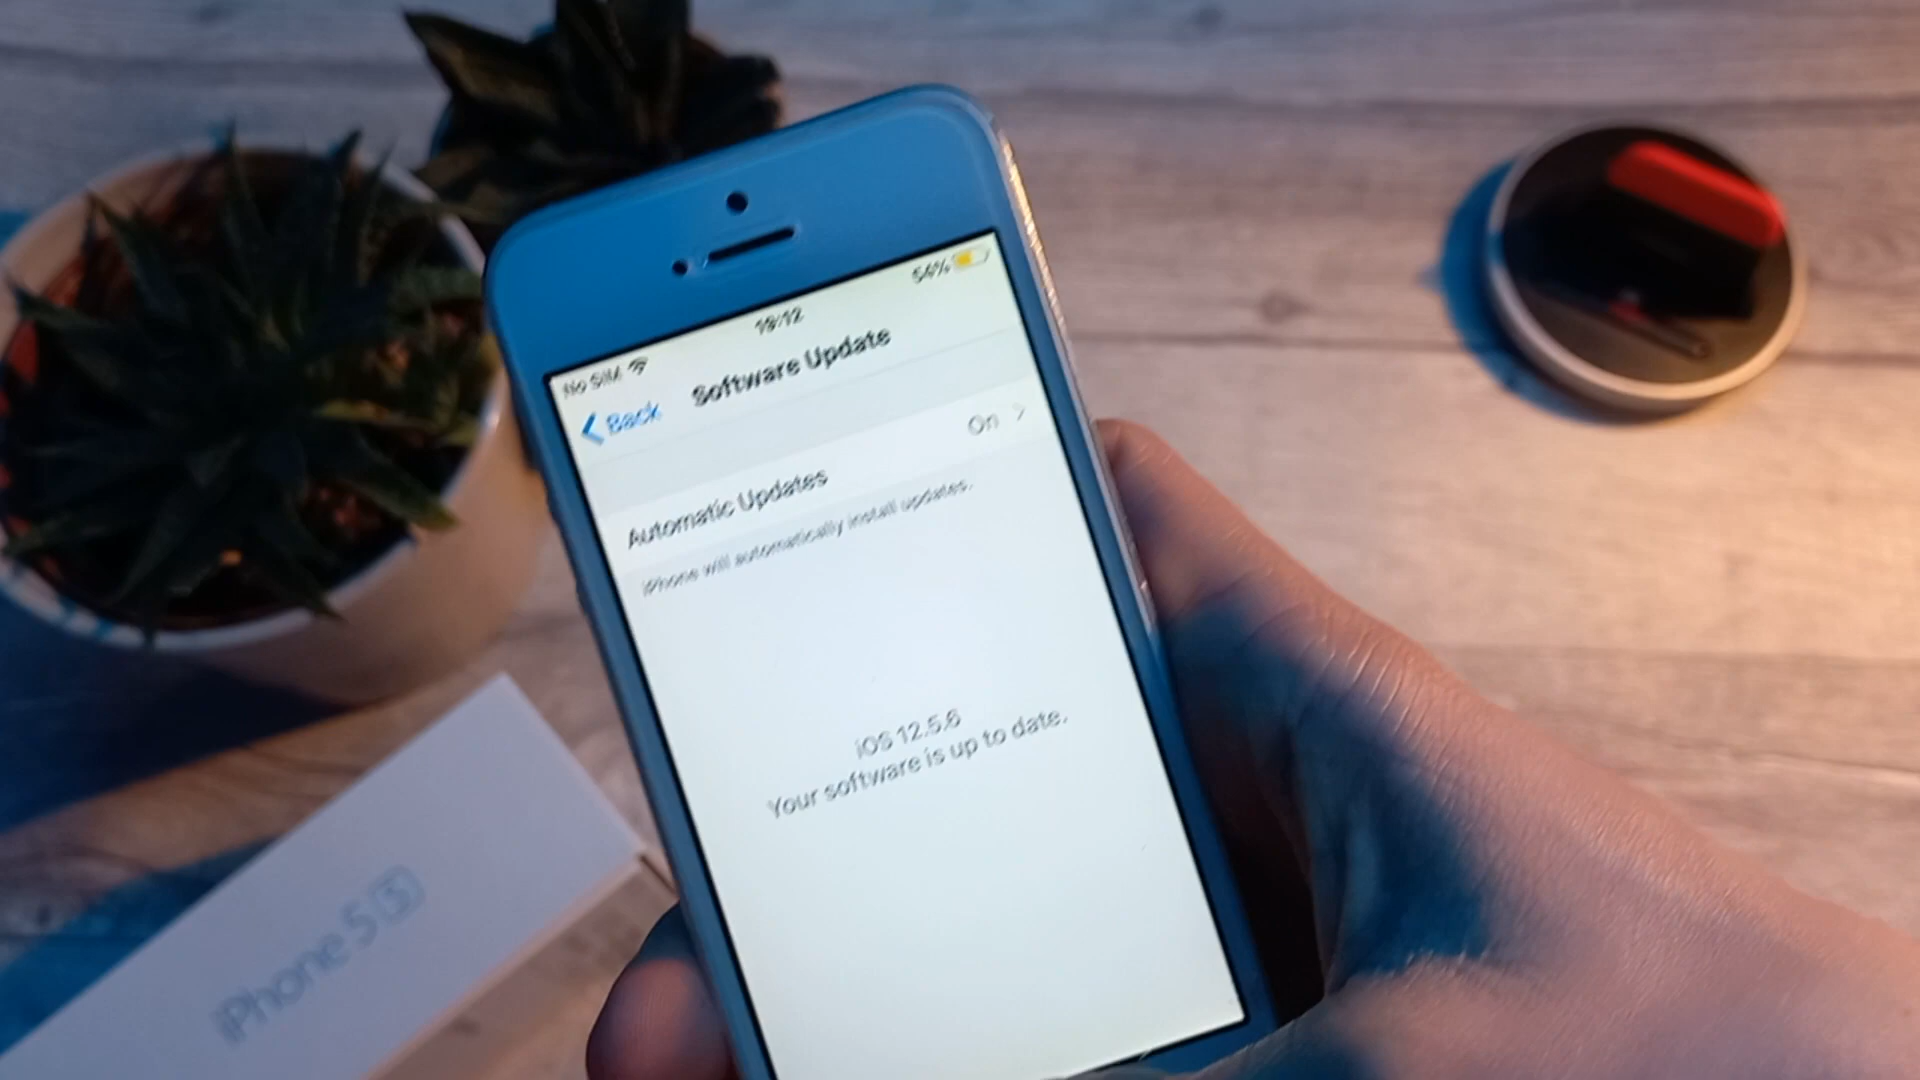 No SIM
19:12
54%
Back
Software Update
Automatic Updates
On
iPhone will automatically install updates.
iOS 12.5.6
Your software is up to date.
iPhone 5S